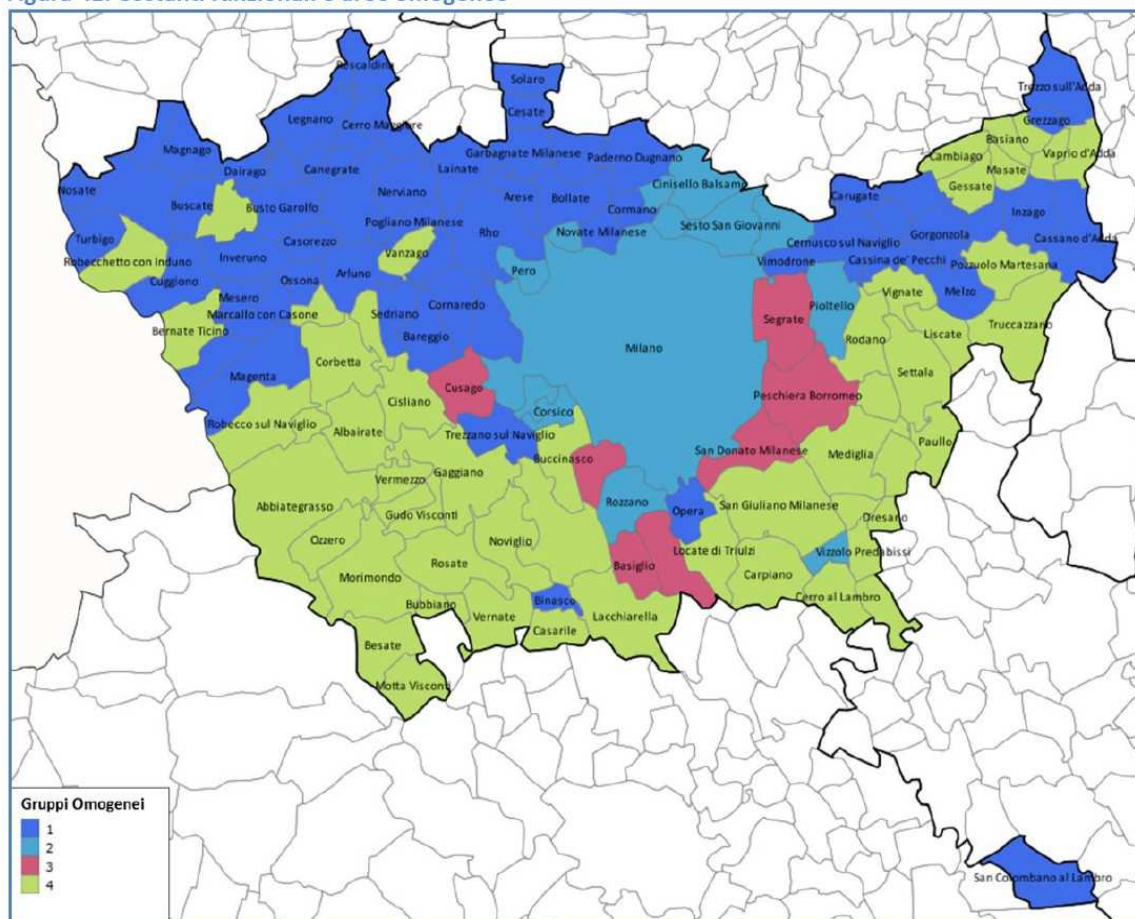 Figura 42: Costanti funzionali e aree omogenee
Rescaldina
Solaro
Trezzo sull'Adda
Cesate
Legnano
Cerro Maggiore
Grezzago
Basiano
Magnago
Garbagnate Milanese
Paderno Dugnano
Cambiago
Vaprio d'Adda
Dairago
Canegrate
Lainate
Masate
Nosate
Nerviano
Cinisello Balsamo
Gessate
Buscate
Busto Garolfo
Arese
Bollate
Cormano
Carugate
Inzago
Pogliano Milanese
Sesto San Giovanni
Turbigo
Casorezzo
Rho
Novate Milanese
Gorgonzola
Cassano d'Adda
Cernusco sul Naviglio
Robecchetto con Induno
Inveruno
Vanzago
Vimodrone
Cassina de' Pecchi
Pozzuolo Martesana
Cuggiono
Ossona
Arluno
Pero
Mesero
Cornaredo
Vignate
Melzo
Marcallo con Casone
Sedriano
Pioltello
Bernate Ticino
Segrate
Truccazzano
Bareggio
Rodano
Liscate
Corbetta
Milano
Magenta
Settala
Cusago
Peschiera Borromeo
Cisliano
Corsico
Robecco sul Naviglio
Albairate
Trezzano sul Naviglio
Paullo
San Donato Milanese
Mediglia
Buccinasco
Gaggiano
Vermezzo
Abbiategrasso
Rozzano
San Giuliano Milanese
Gudo Visconti
Opera
Dresano
Ozzero
Noviglio
Locate di Triulzi
Vizzolo Predabissi
Rosate
Basiglio
Morimondo
Carpiano
Cerro al Lambro
Bubbiano
Binasco
Vernate
Lacchiarella
Casarile
Besate
Motta Visconti
Gruppi Omogenei
1
2
3
4
San Colombano al Lambro